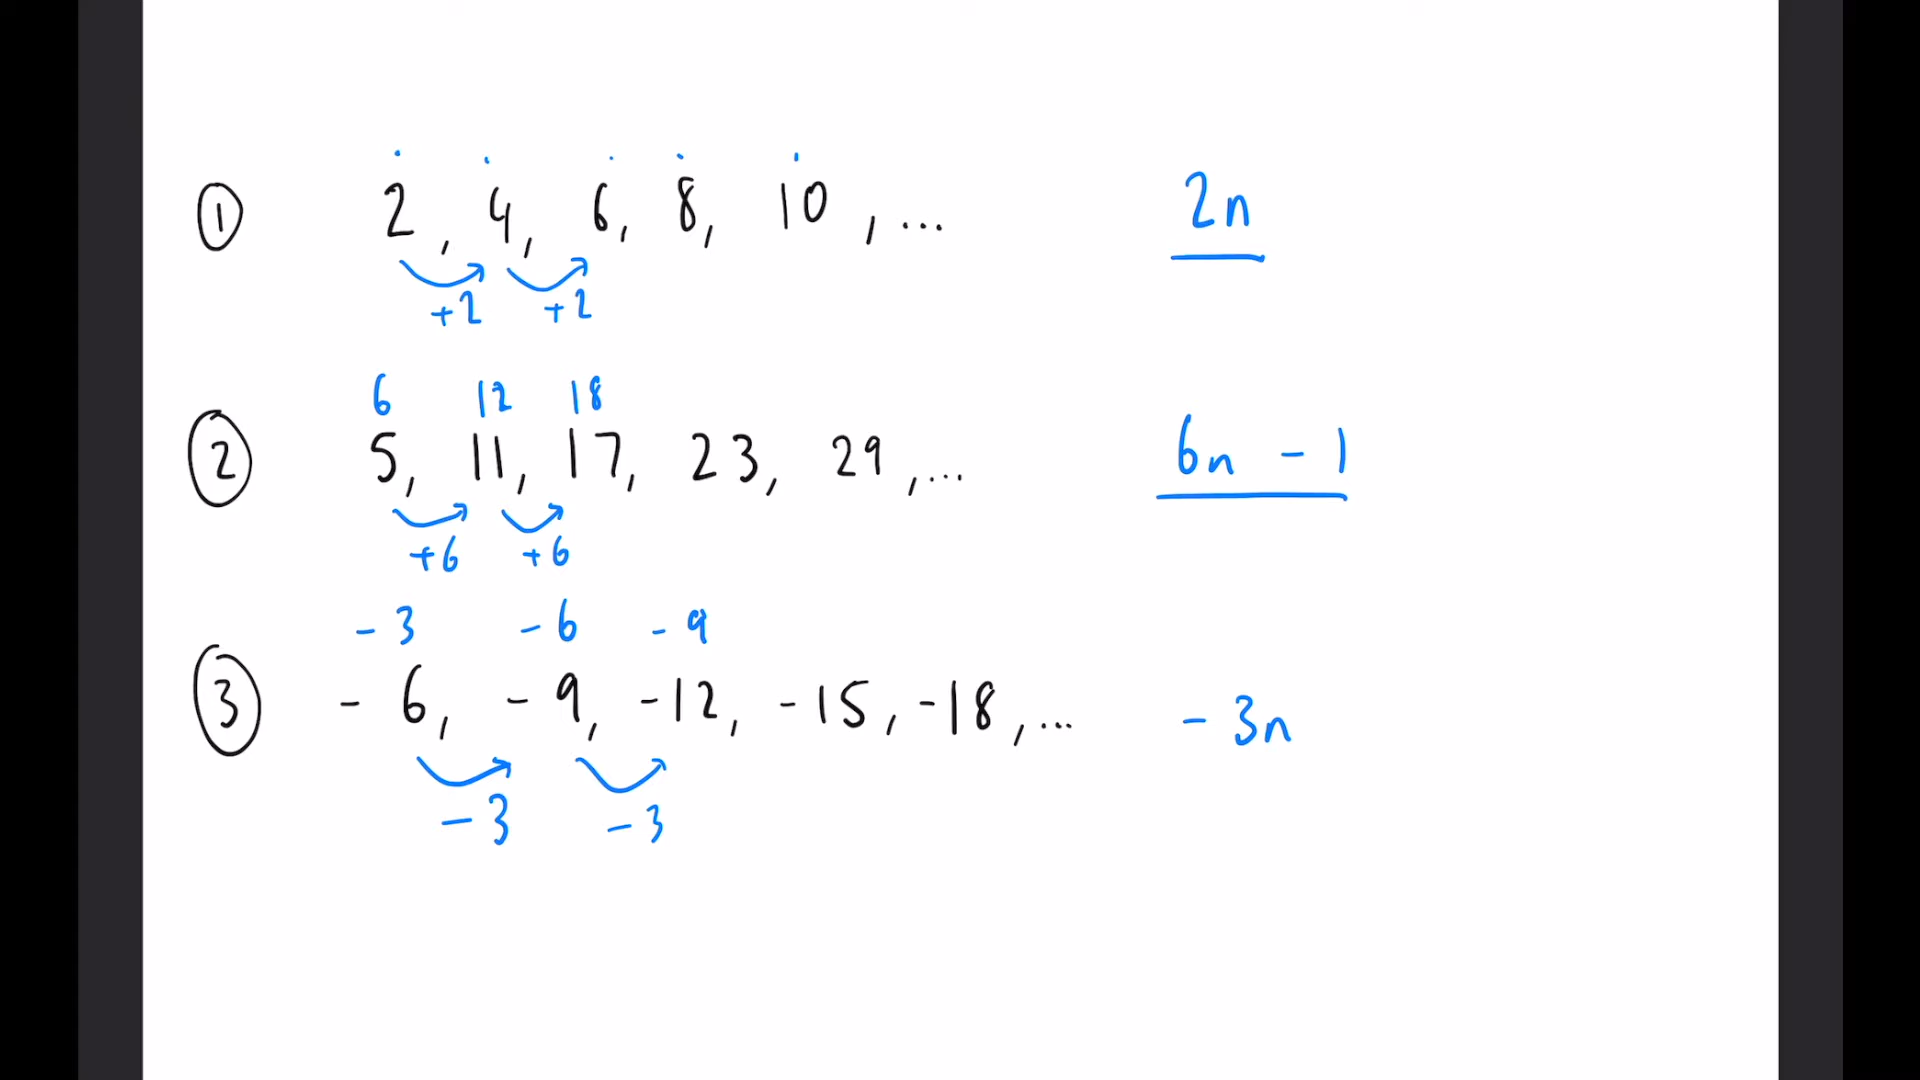 ① 2, 4, 6, 8, 10, ... 2n
+2 +2
6 12 18
② 5, 11, 17, 23, 29, ... 6n - 1
+6 +6
-3 -6 -9
③ -6, -9, -12, -15, -18, ... -3n
-3 -3